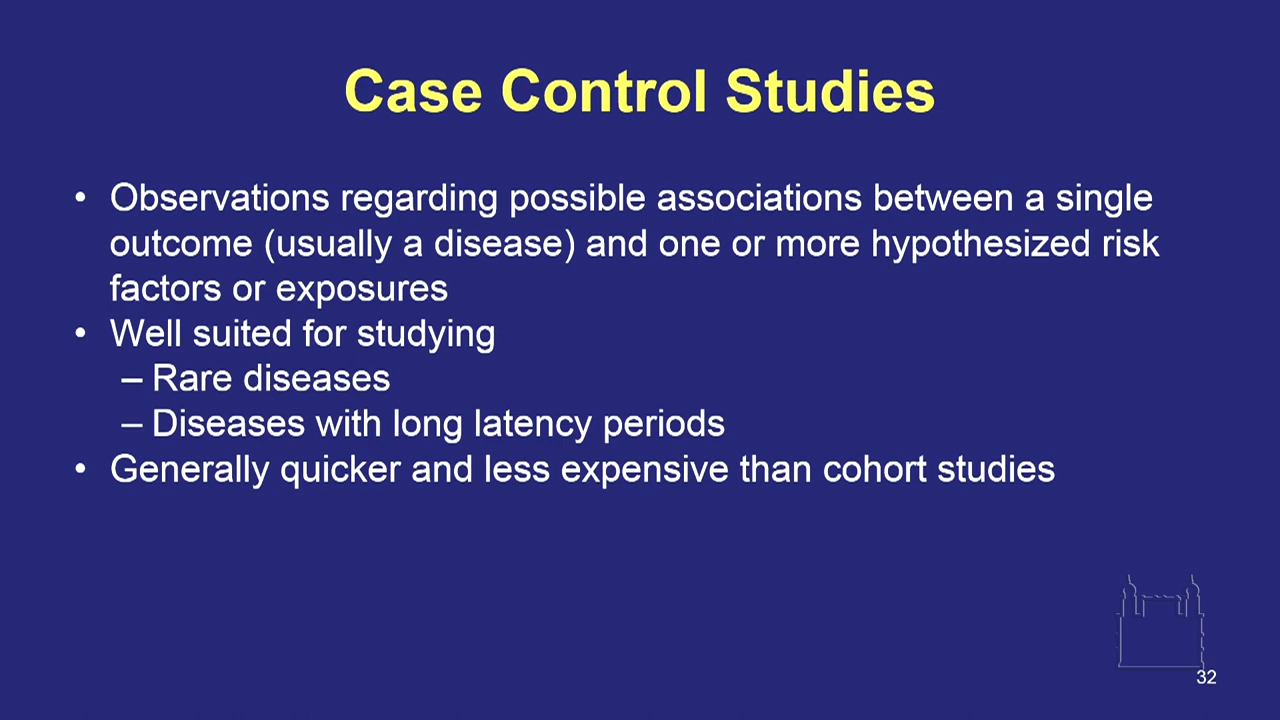 Case Control Studies
• Observations regarding possible associations between a single
outcome (usually a disease) and one or more hypothesized risk
factors or exposures
• Well suited for studying
– Rare diseases
– Diseases with long latency periods
• Generally quicker and less expensive than cohort studies
32